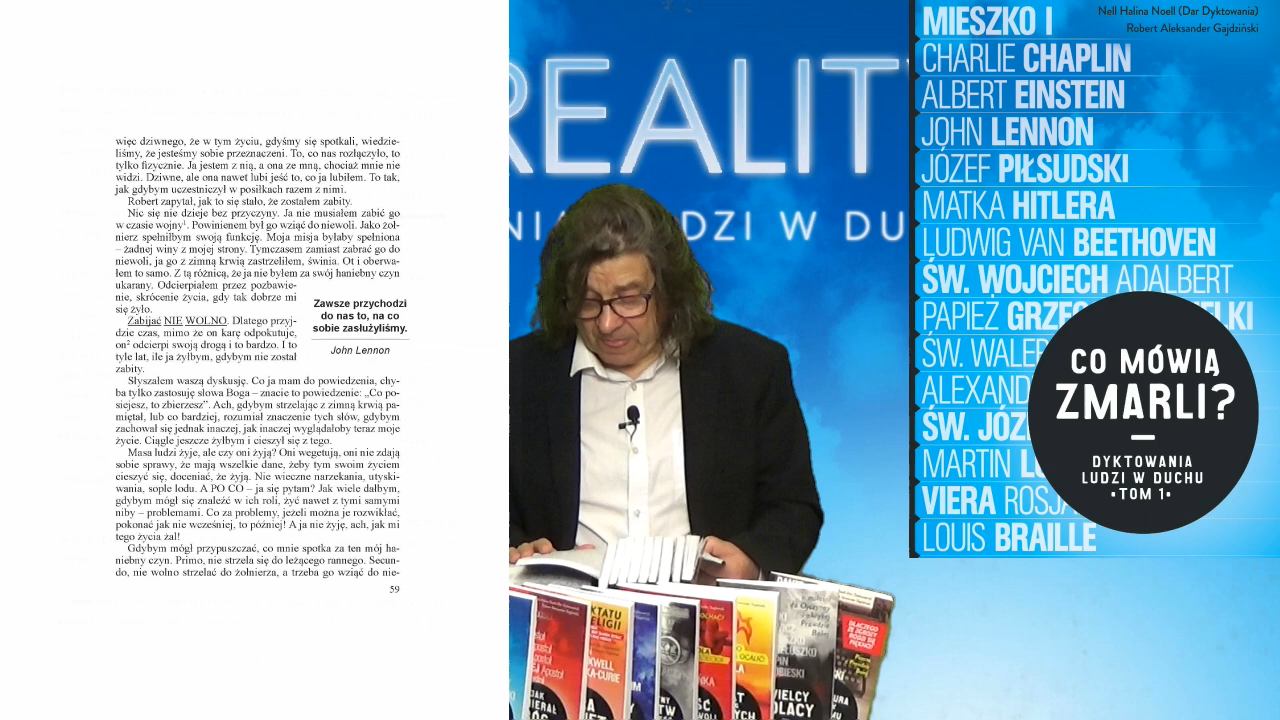 więc dziwnego, że w tym życiu, gdyśmy się spotkali, wiedzie-
liśmy, że jesteśmy sobie przeznaczeni. To, co nas rozłączyło, to
tylko fizycznie. Ja jestem z nią, a ona ze mną, chociaż mnie nie
widzi. Dziwne, ale ona nawet lubi jeść to, co ja lubiłem. To tak,
jak gdybym uczestniczył w posiłkach razem z nimi.
Robert zapytał, jak to się stało, że zostałem zabity.
Nic się nie dzieje bez przyczyny. Ja nie musiałem zabić go
w czasie wojny¹. Powinienem był go wziąć do niewoli. Jako żoł-
nierz spełniłbym swoją funkcję. Moja misja byłaby spełniona
– żadnej winy z mojej strony. Tymczasem zamiast zabrać go do
niewoli, ja go z zimną krwią zastrzeliłem, świnia. Ot i oberwa-
łem to samo. Z tą różnicą, że ja nie byłem za swój haniebny czyn
ukarany. Odcierpiałem przez pozbawie-
nie, skrócenie życia, gdy tak dobrze mi
się żyło.
Zabijać NIE WOLNO. Dlatego przyj-
dzie czas, mimo że on karę odpokutuje,
on² odcierpi swoją drogą i to bardzo. I to
tyle lat, ile ja żyłbym, gdybym nie został
zabity.
Zawsze przychodzi
do nas to, na co
sobie zasłużyliśmy.
John Lennon
Słyszałem waszą dyskusję. Co ja mam do powiedzenia, chy-
ba tylko zastosuję słowa Boga – znacie to powiedzenie: „Co po-
siejesz, to zbierzesz”. Ach, gdybym strzelając z zimną krwią pa-
miętał, lub co bardziej, rozumiał znaczenie tych słów, gdybym
zachował się jednak inaczej, jak inaczej wyglądałoby teraz moje
życie. Ciągle jeszcze żyłbym i cieszył się z tego.
Masa ludzi żyje, ale czy oni żyją? Oni wegetują, oni nie zdają
sobie sprawy, że mają wszelkie dane, żeby tym swoim życiem
cieszyć się, doceniać, że żyją. Nie wieczne narzekania, utyski-
wania, sople lodu. A PO CO – ja się pytam? Jak wiele dałbym,
gdybym mógł się znaleźć w ich roli, żyć nawet z tymi samymi
niby – problemami. Co za problemy, jeżeli można je rozwikłać,
pokonać jak nie wcześniej, to później! A ja nie żyję, ach, jak mi
tego życia żal!
Gdybym mógł przypuszczać, co mnie spotka za ten mój ha-
niebny czyn. Primo, nie strzela się do leżącego rannego. Secun-
do, nie wolno strzelać do żołnierza, a trzeba go wziąć do nie-
59
REALIT
NIA LUDZI W DU
Nell Halina Noell (Dar Dyktowania)
Robert Aleksander Gajdziński
MIESZKO I
CHARLIE CHAPLIN
ALBERT EINSTEIN
JOHN LENNON
JÓZEF PIŁSUDSKI
MATKA HITLERA
LUDWIG VAN BEETHOVEN
ŚW. WOJCIECH ADALBERT
PAPIEŻ GRZEG LKI
ŚW. WALE
ALEXAND
ŚW. JÓZ
MARTIN L
VIERA ROSJA
LOUIS BRAILLE
CO MÓWIĄ
ZMARLI?
DYKTOWANIA
LUDZI W DUCHU
•TOM 1•
KTATU
ELIGII
KWELL
KA-CURIE
DLACZEGO
WIELCY
OLACY